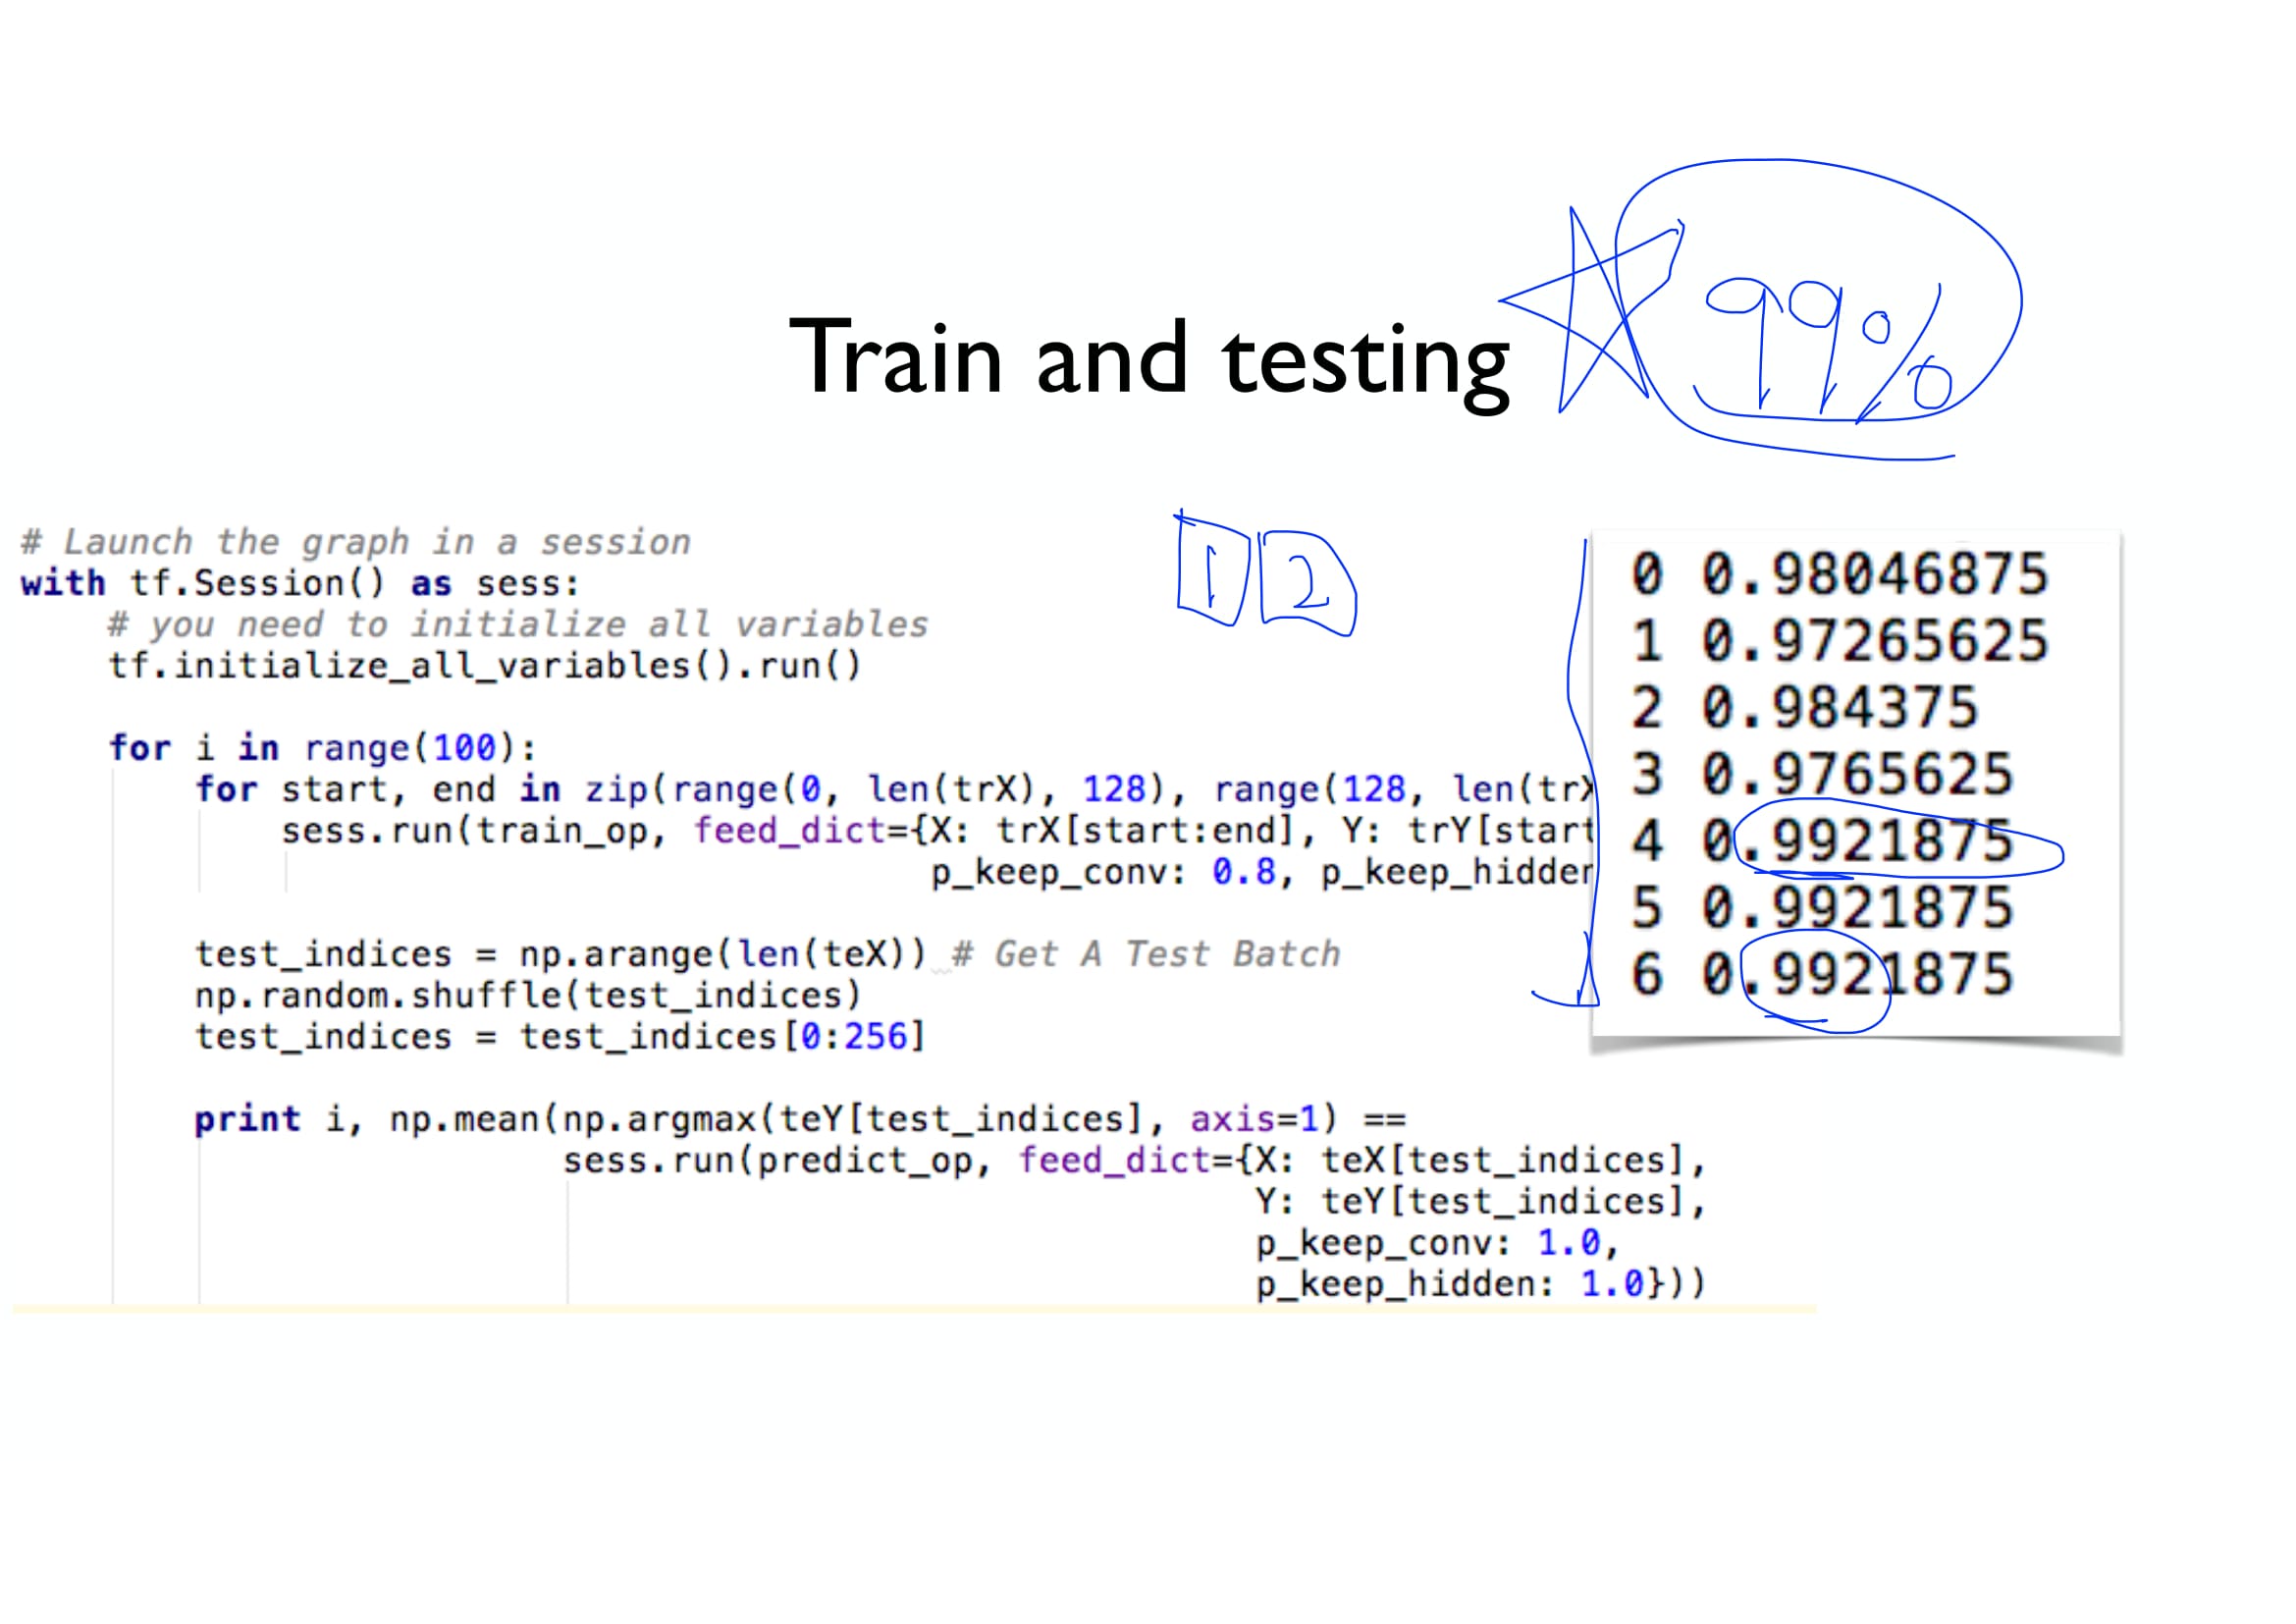 99%
Train and testing
1 2
# Launch the graph in a session
with tf.Session() as sess:
    # you need to initialize all variables
    tf.initialize_all_variables().run()
    for i in range(100):
        for start, end in zip(range(0, len(trX), 128), range(128, len(trX
            sess.run(train_op, feed_dict={X: trX[start:end], Y: trY[start
                                          p_keep_conv: 0.8, p_keep_hidden
        test_indices = np.arange(len(teX)) # Get A Test Batch
        np.random.shuffle(test_indices)
        test_indices = test_indices[0:256]
        print i, np.mean(np.argmax(teY[test_indices], axis=1) ==
                         sess.run(predict_op, feed_dict={X: teX[test_indices],
                                                         Y: teY[test_indices],
                                                         p_keep_conv: 1.0,
                                                         p_keep_hidden: 1.0}))
0 0.98046875
1 0.97265625
2 0.984375
3 0.9765625
4 0.9921875
5 0.9921875
6 0.9921875